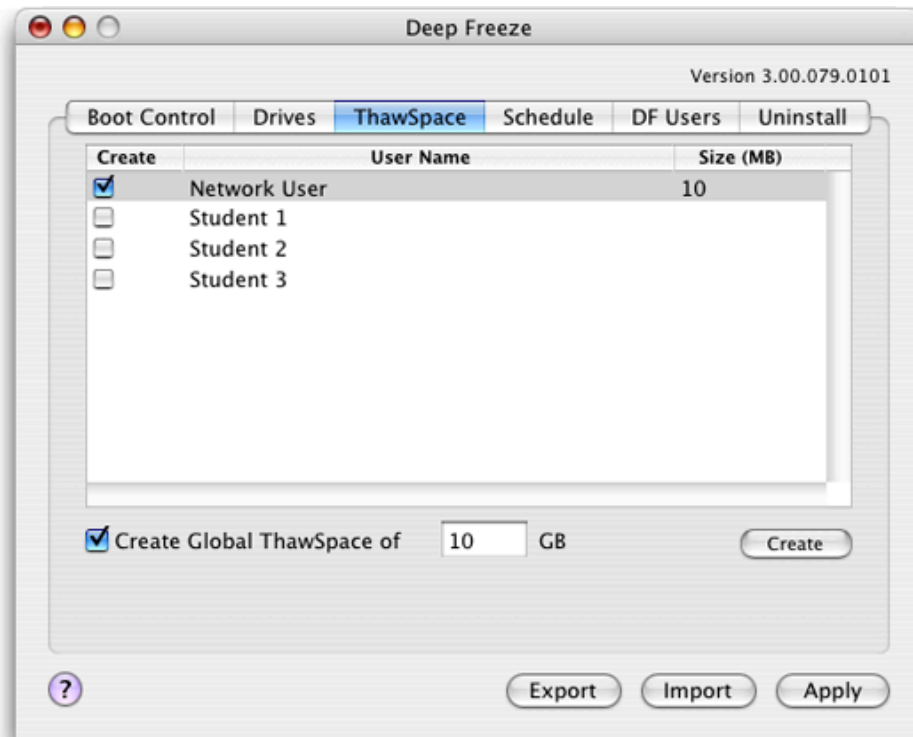 Deep Freeze
Version 3.00.079.0101
Boot Control Drives ThawSpace Schedule DF Users Uninstall
Create User Name Size (MB)
Network User 10
Student 1
Student 2
Student 3
Create Global ThawSpace of 10 GB Create
? Export Import Apply